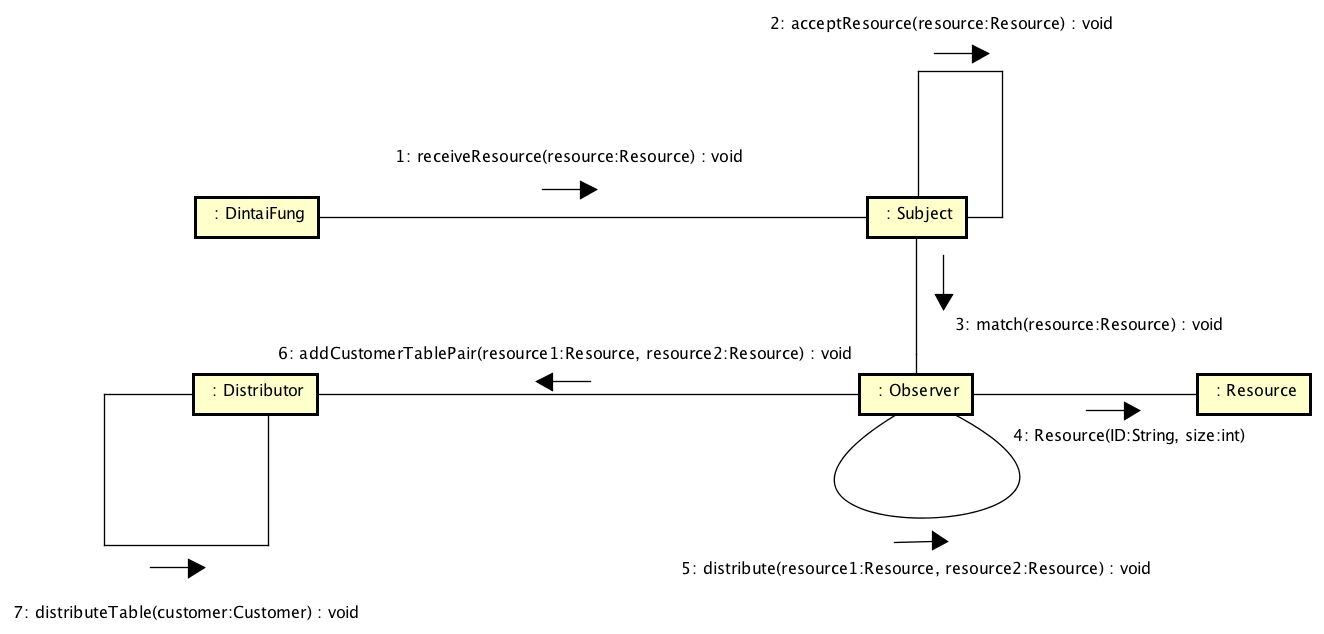 2: acceptResource(resource:Resource) : void
1: receiveResource(resource:Resource) : void
: DintaiFung
: Subject
3: match(resource:Resource) : void
6: addCustomerTablePair(resource1:Resource, resource2:Resource) : void
: Distributor
: Observer
: Resource
4: Resource(ID:String, size:int)
5: distribute(resource1:Resource, resource2:Resource) : void
7: distributeTable(customer:Customer) : void